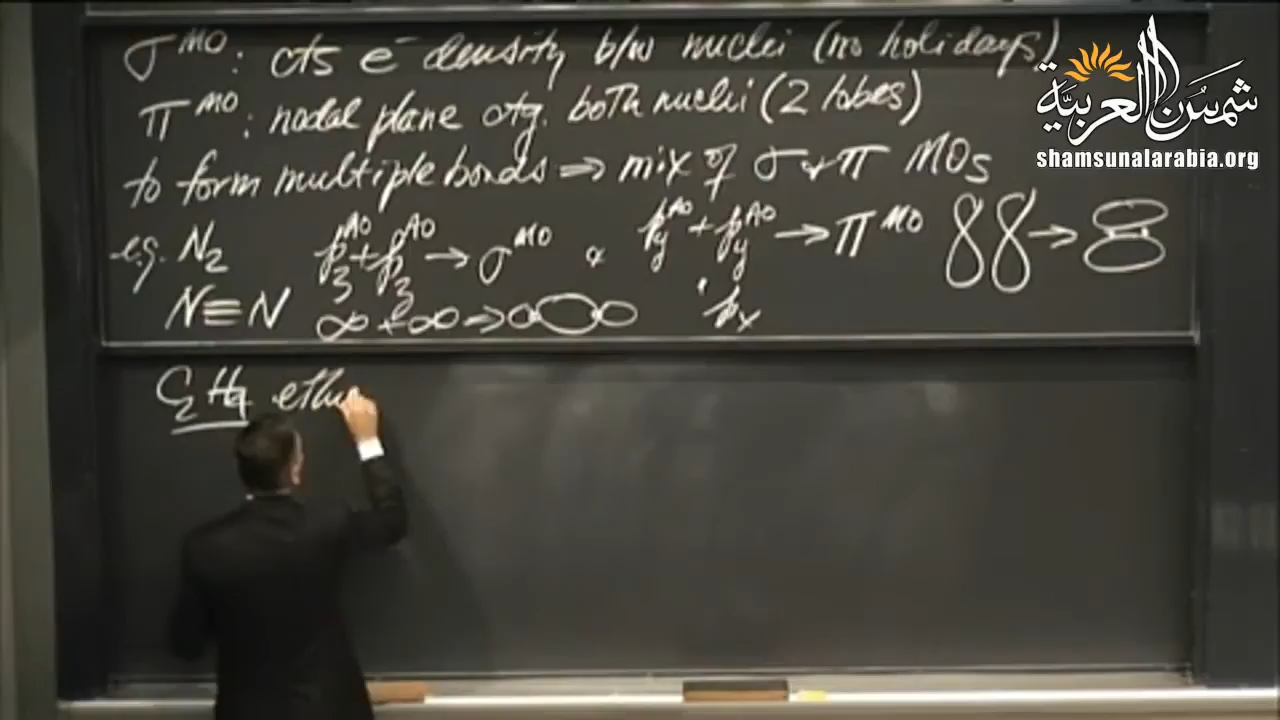 σ^MO: cts e⁻ density b/w nuclei (no holidays)
π^MO: nodal plane ctg. both nuclei (2 lobes)
to form multiple bonds ⇒ mix of σ & π MOs
e.g. N₂ p_z^AO + p_z^AO → σ^MO & p_y^AO + p_y^AO → π^MO
N≡N p_x
C₂H₄ ethy
شمس العربية
shamsunalarabia.org